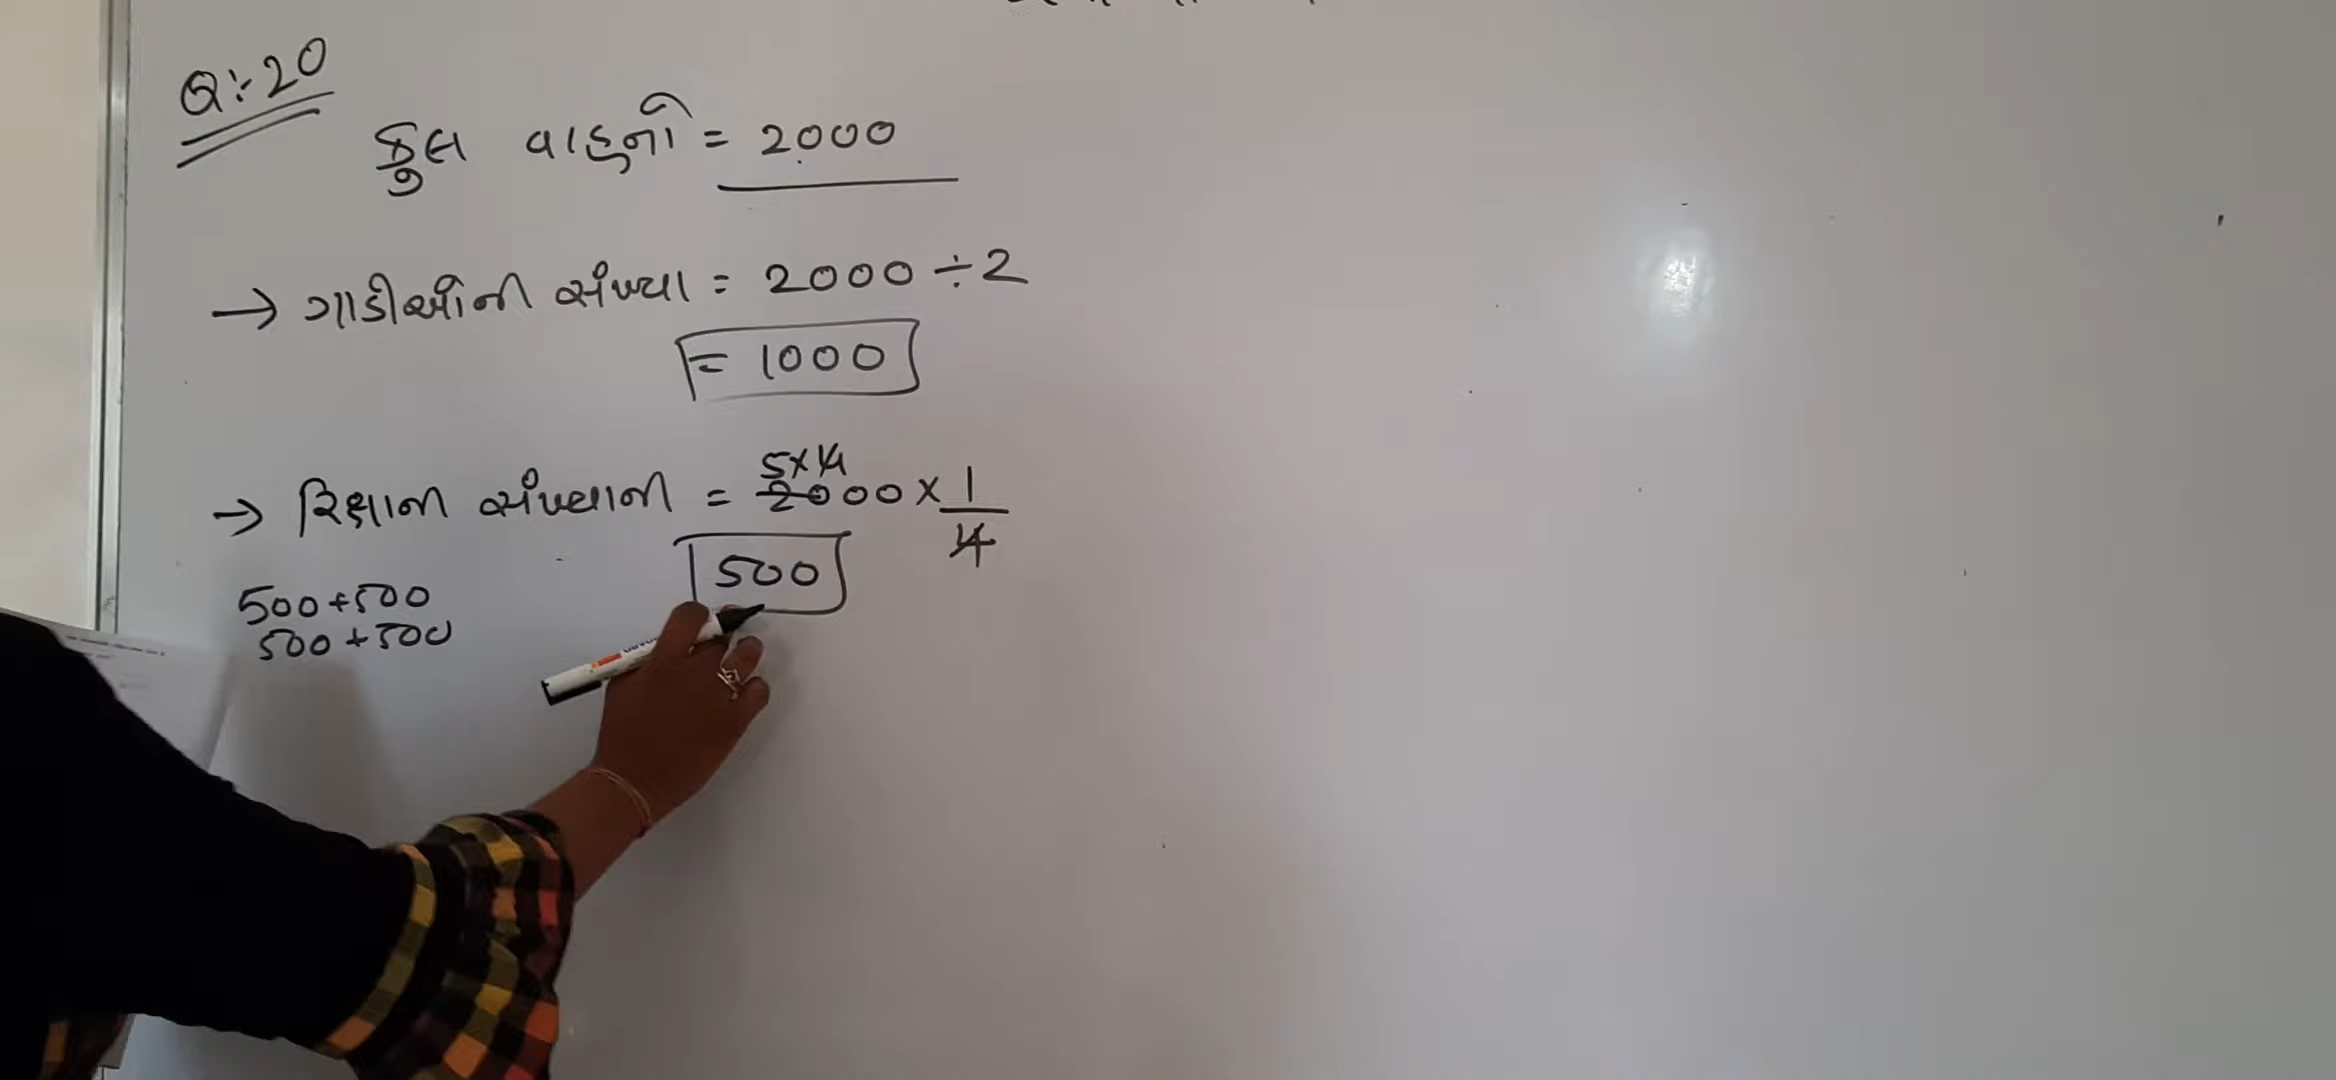 Q:-20
કુલ વાહનો = 2000
→ ગાડીઓની સંખ્યા = 2000 ÷ 2
= 1000
5×4
→ રિક્ષાની સંખ્યાની = 2000 × 1/4
500
500+500
500+500